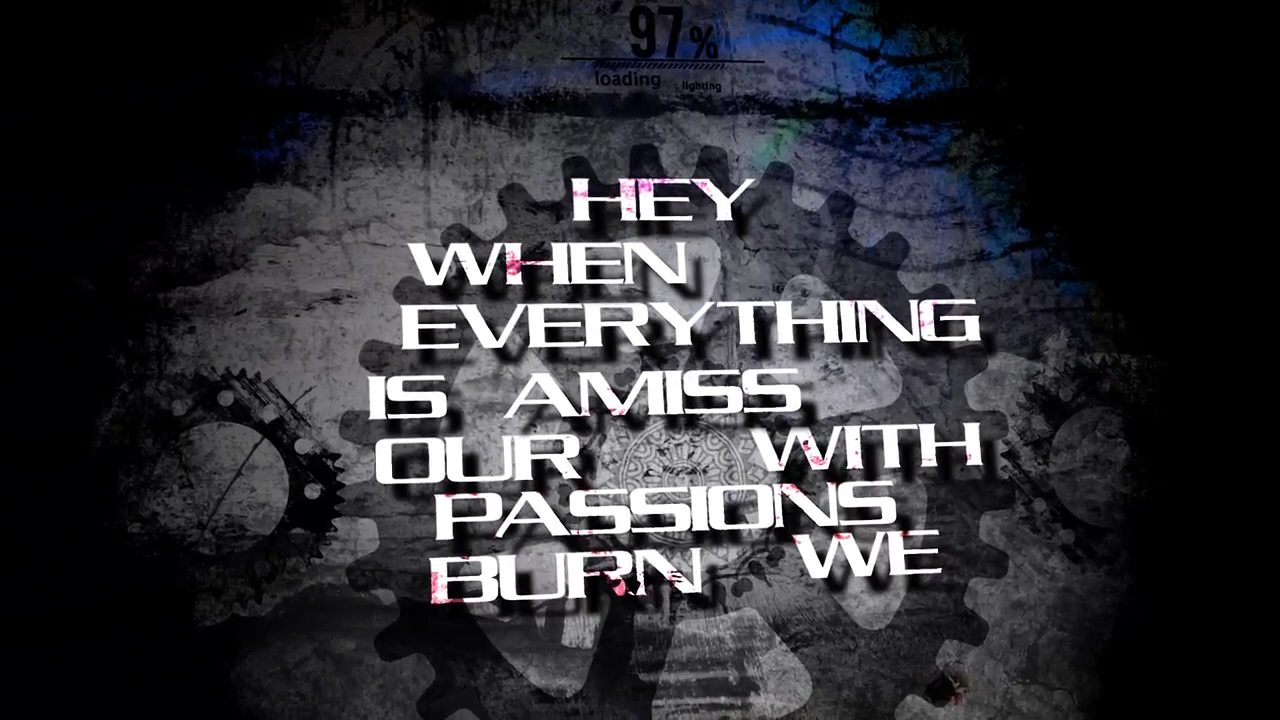 97%
loading lighting
HEY
WHEN
EVERYTHING
IS AMISS
OUR WITH
PASSIONS
BURN WE